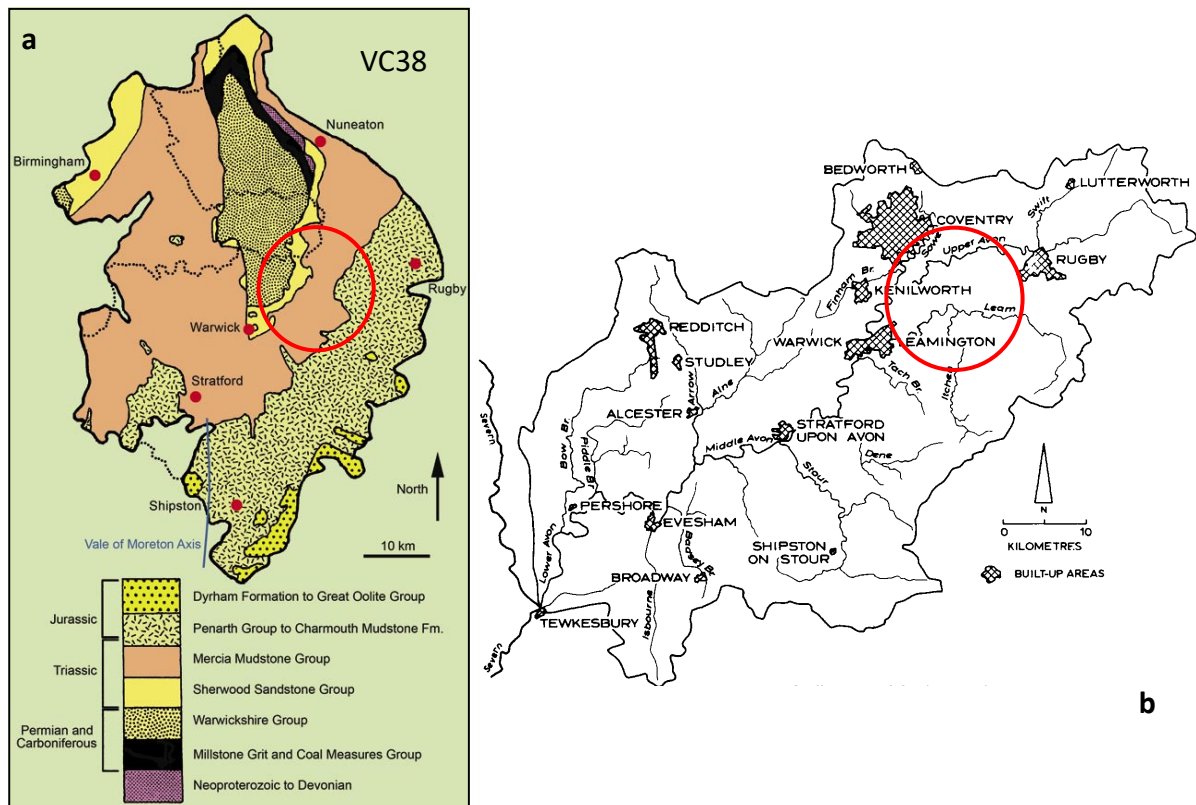 a
VC38
Nuneaton
Birmingham
Rugby
Warwick
Stratford
Shipston
North
Vale of Moreton Axis
10 km
Jurassic
Dyrham Formation to Great Oolite Group
Penarth Group to Charmouth Mudstone Fm.
Triassic
Mercia Mudstone Group
Sherwood Sandstone Group
Permian and
Carboniferous
Warwickshire Group
Millstone Grit and Coal Measures Group
Neoproterozoic to Devonian
BEDWORTH
LUTTERWORTH
Swift
COVENTRY
Sowe
Upper Avon
RUGBY
Finham Br.
KENILWORTH
Leam
REDDITCH
WARWICK
LEAMINGTON
STUDLEY
Arrow
Alne
Tach Br.
Itchen
ALCESTER
STRATFORD
UPON AVON
Middle Avon
Severn
Bow Br.
Piddle Br.
Dene
Stour
PERSHORE
EVESHAM
Lower Avon
Badsey Br.
SHIPSTON
ON STOUR
BROADWAY
Isbourne
TEWKESBURY
Severn
N
0 10
KILOMETRES
BUILT-UP AREAS
b